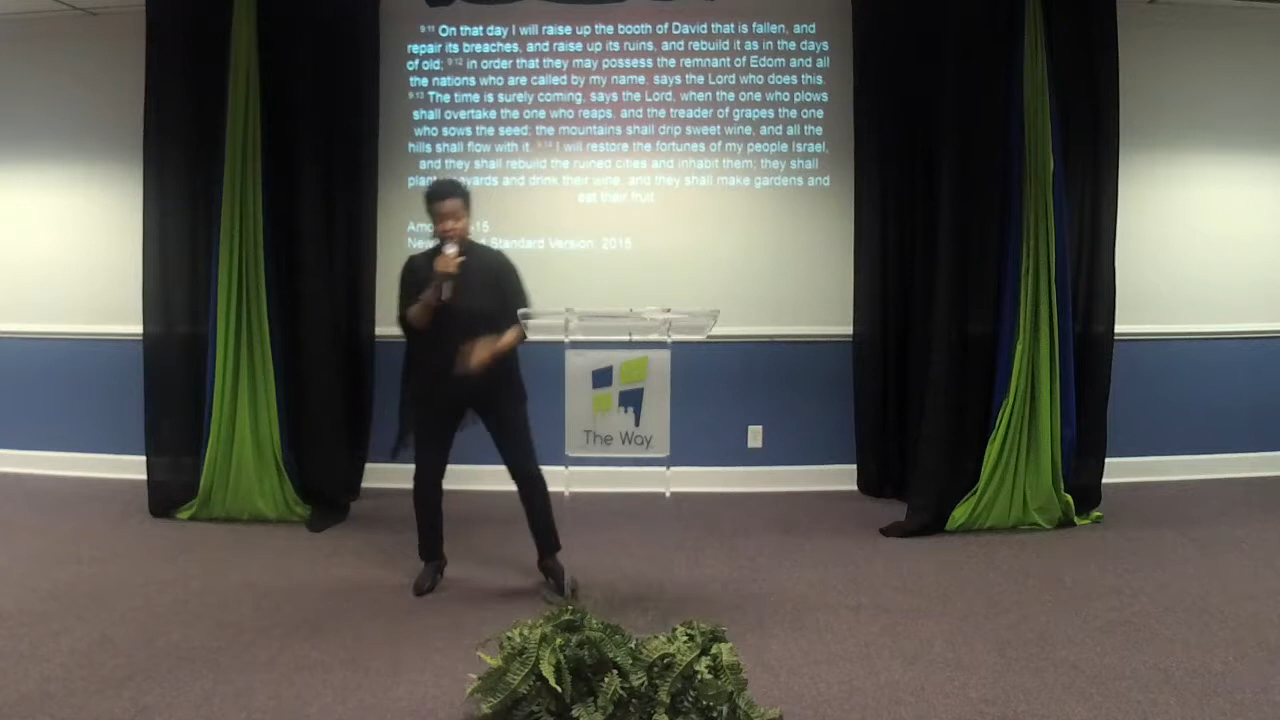 9:11 On that day I will raise up the booth of David that is fallen, and
repair its breaches, and raise up its ruins, and rebuild it as in the days
of old; 9:12 in order that they may possess the remnant of Edom and all
the nations who are called by my name, says the Lord who does this.
9:13 The time is surely coming, says the Lord, when the one who plows
shall overtake the one who reaps, and the treader of grapes the one
who sows the seed; the mountains shall drip sweet wine, and all the
hills shall flow with it. 9:14 I will restore the fortunes of my people Israel,
and they shall rebuild the ruined cities and inhabit them; they shall
and drink their wine, and they shall make gardens and
eat their fruit
15
Standard Version, 2015
The Way